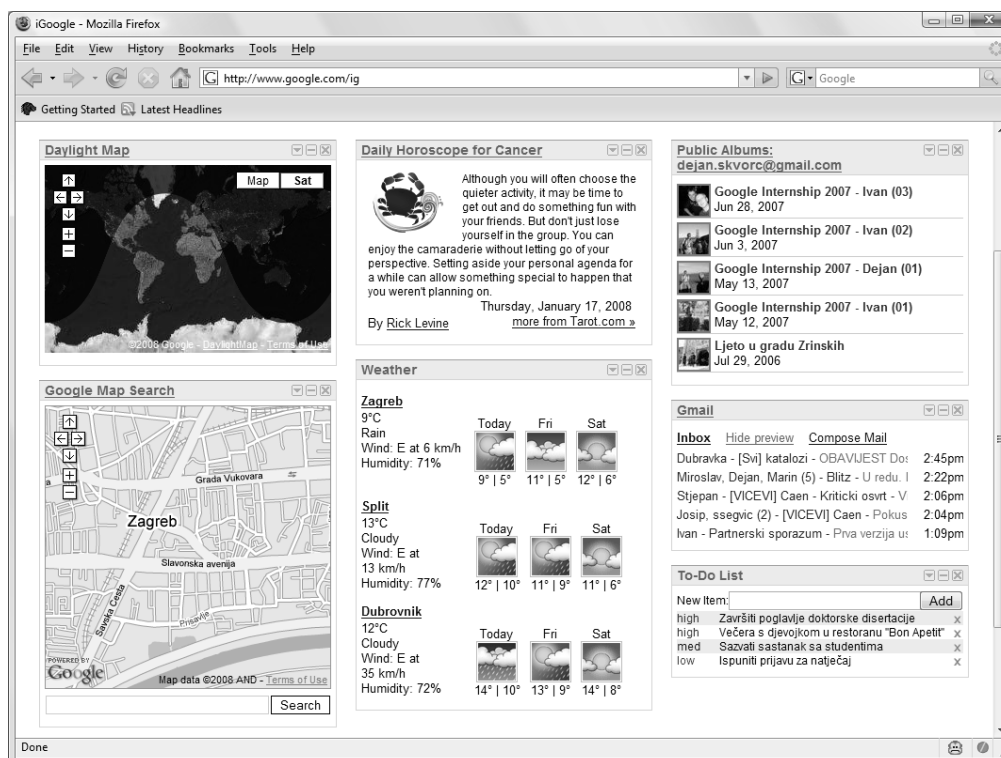 iGoogle - Mozilla Firefox
File Edit View History Bookmarks Tools Help
G http://www.google.com/ig
G Google
Getting Started Latest Headlines
Daylight Map
Map Sat
©2008 Google - DaylightMap - Terms of Use
Google Map Search
Grada Vukovara
Zagreb
Slavonska avenija
Savska Cesta
Prisavlje
POWERED BY
Google
Map data ©2008 AND - Terms of Use
Search
Daily Horoscope for Cancer
Although you will often choose the
quieter activity, it may be time to
get out and do something fun with
your friends. But don't just lose
yourself in the group. You can
enjoy the camaraderie without letting go of your
perspective. Setting aside your personal agenda for
a while can allow something special to happen that
you weren't planning on.
Thursday, January 17, 2008
By Rick Levine more from Tarot.com »
Weather
Zagreb
9°C
Rain
Wind: E at 6 km/h
Humidity: 71%
Today Fri Sat
9° | 5° 11° | 5° 12° | 6°
Split
13°C
Cloudy
Wind: E at
13 km/h
Humidity: 77%
Today Fri Sat
12° | 10° 11° | 9° 11° | 6°
Dubrovnik
12°C
Cloudy
Wind: E at
35 km/h
Humidity: 72%
Today Fri Sat
14° | 10° 13° | 9° 14° | 8°
Public Albums:
dejan.skvorc@gmail.com
Google Internship 2007 - Ivan (03)
Jun 28, 2007
Google Internship 2007 - Ivan (02)
Jun 3, 2007
Google Internship 2007 - Dejan (01)
May 13, 2007
Google Internship 2007 - Ivan (01)
May 12, 2007
Ljeto u gradu Zrinskih
Jul 29, 2006
Gmail
Inbox Hide preview Compose Mail
Dubravka - [Svi] katalozi - OBAVIJEST Dos 2:45pm
Miroslav, Dejan, Marin (5) - Blitz - U redu. 2:22pm
Stjepan - [VICEVI] Caen - Kriticki osvrt - V 2:06pm
Josip, ssegvic (2) - [VICEVI] Caen - Pokus 2:04pm
Ivan - Partnerski sporazum - Prva verzija us 1:09pm
To-Do List
New Item: Add
high Završiti poglavlje doktorske disertacije x
high Večera s djevojkom u restoranu "Bon Apetit" x
med Sazvati sastanak sa studentima x
low Ispuniti prijavu za natječaj x
Done